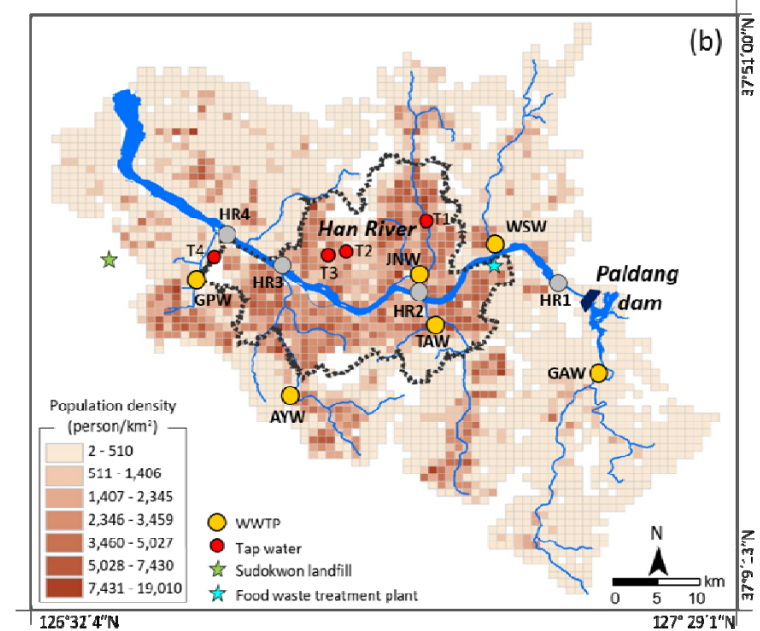 (b)
37°51′00″N
HR4
Han River
T1
WSW
T4
T2
T3
JNW
HR3
GPW
HR2
HR1
Paldang
dam
TAW
GAW
AYW
Population density
(person/km²)
2 - 510
511 - 1,406
1,407 - 2,345
2,346 - 3,459
3,460 - 5,027
5,028 - 7,430
7,431 - 19,010
WWTP
Tap water
Sudokwon landfill
Food waste treatment plant
N
km
0 5 10
126°32′4″N
127° 29′1″N